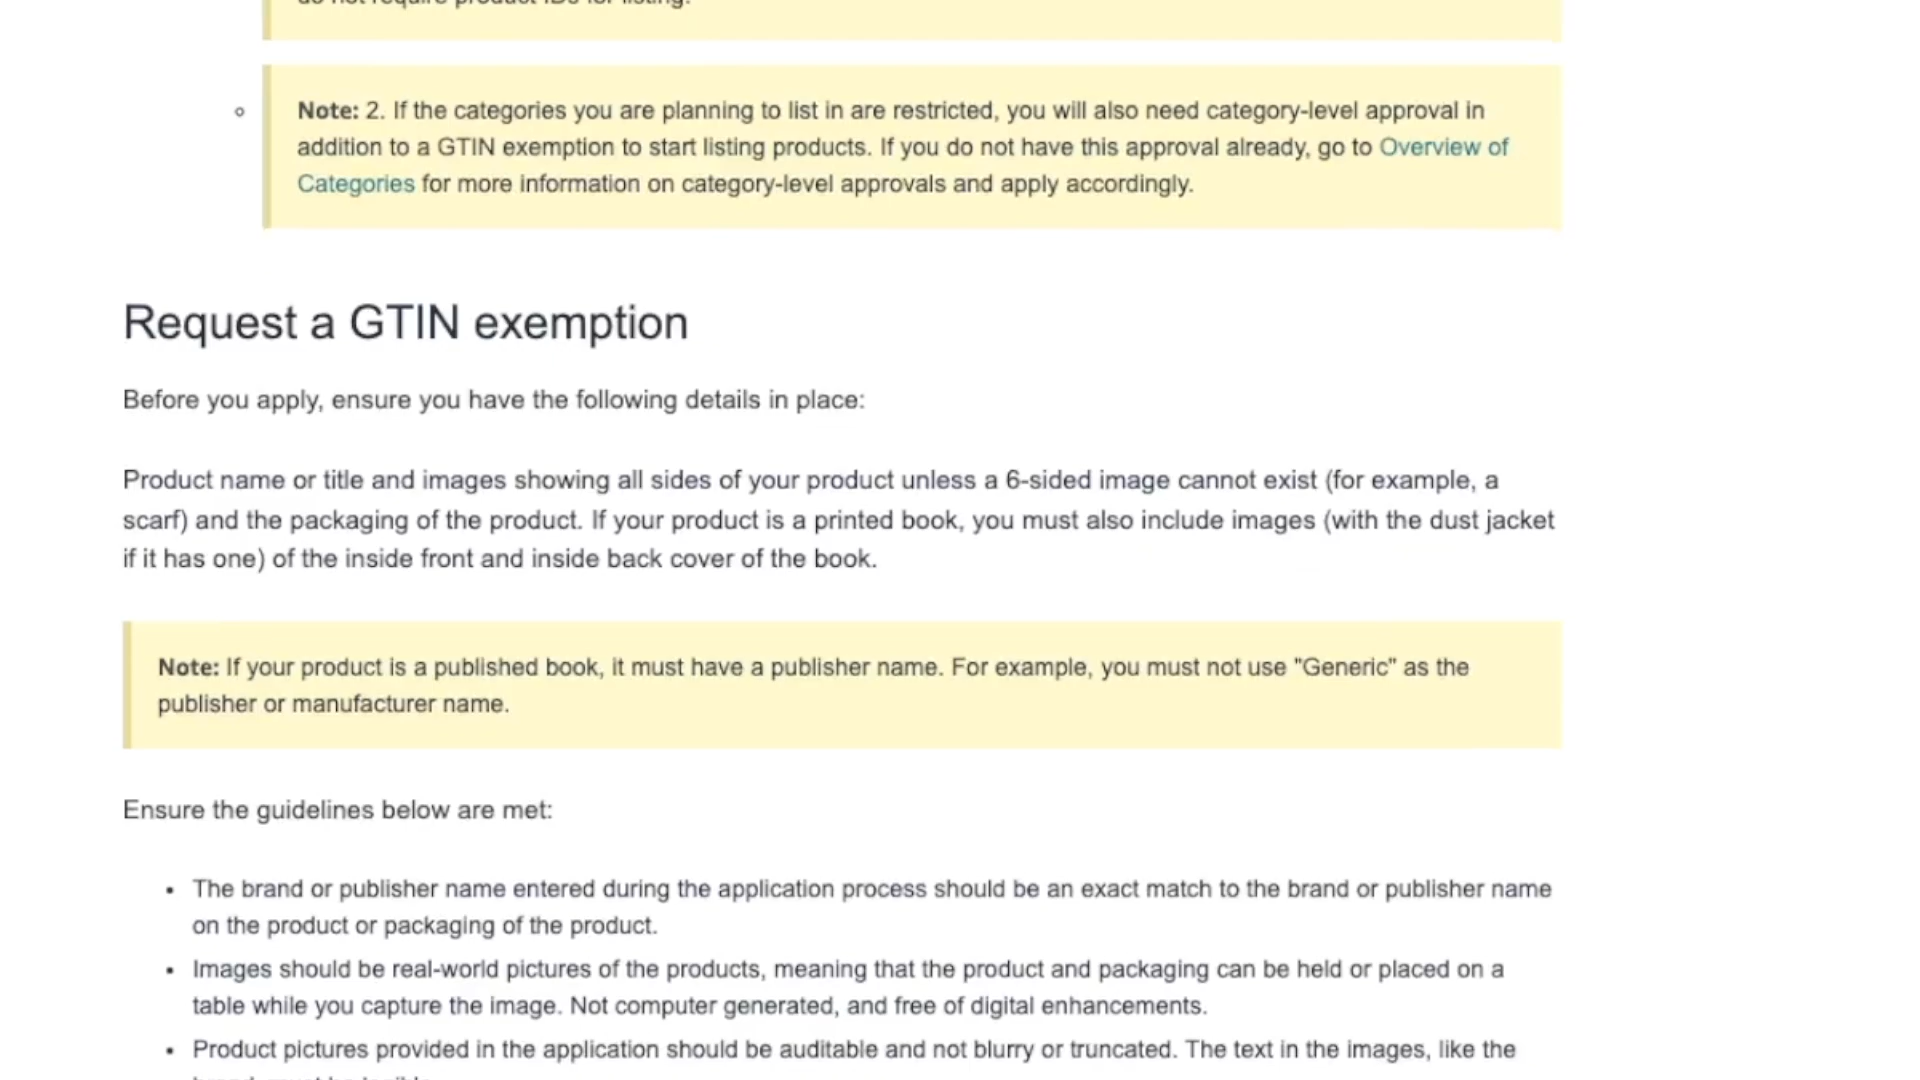 do not require product IDs for listing.
Note: 2. If the categories you are planning to list in are restricted, you will also need category-level approval in
addition to a GTIN exemption to start listing products. If you do not have this approval already, go to Overview of
Categories for more information on category-level approvals and apply accordingly.
Request a GTIN exemption
Before you apply, ensure you have the following details in place:
Product name or title and images showing all sides of your product unless a 6-sided image cannot exist (for example, a
scarf) and the packaging of the product. If your product is a printed book, you must also include images (with the dust jacket
if it has one) of the inside front and inside back cover of the book.
Note: If your product is a published book, it must have a publisher name. For example, you must not use "Generic" as the
publisher or manufacturer name.
Ensure the guidelines below are met:
• The brand or publisher name entered during the application process should be an exact match to the brand or publisher name
on the product or packaging of the product.
• Images should be real-world pictures of the products, meaning that the product and packaging can be held or placed on a
table while you capture the image. Not computer generated, and free of digital enhancements.
• Product pictures provided in the application should be auditable and not blurry or truncated. The text in the images, like the